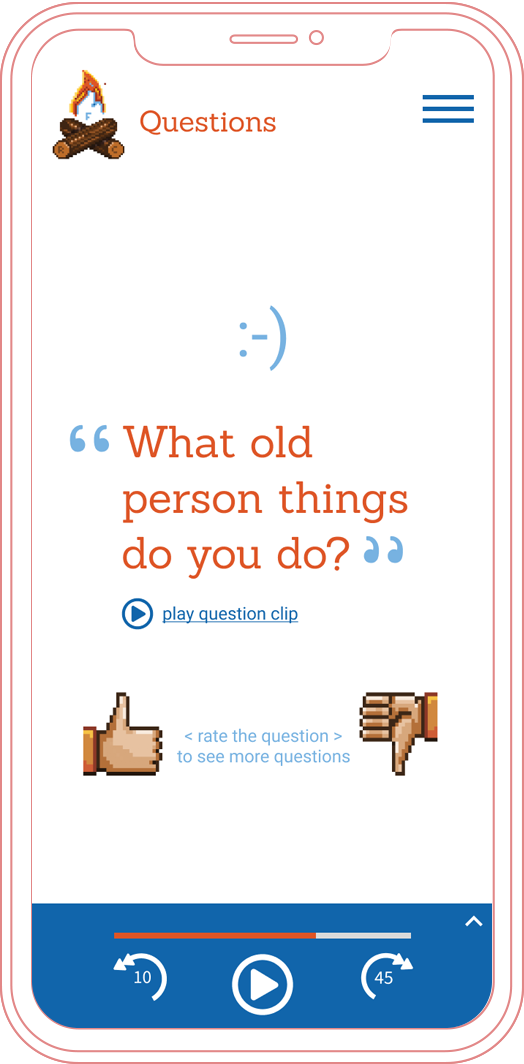 F
R C
Questions
:-)
“ What old
person things
do you do? ”
play question clip
< rate the question >
to see more questions
10
45